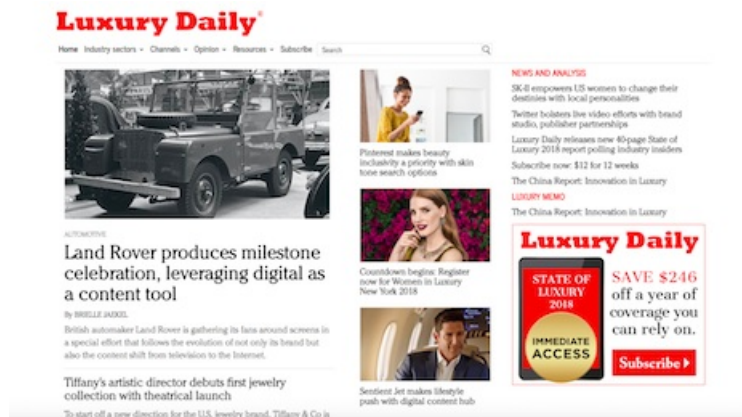 Luxury Daily®
Home Industry sectors Channels Opinion Resources Subscribe Search
AUTOMOTIVE
Land Rover produces milestone
celebration, leveraging digital as
a content tool
By BRIELLE JAEKEL
British automaker Land Rover is gathering its fans around screens in
a special effort that follows the evolution of not only its brand but
also the content shift from television to the Internet.
Tiffany's artistic director debuts first jewelry
collection with theatrical launch
To start off a new direction for the U.S. jewelry brand, Tiffany & Co is
Pinterest makes beauty
inclusivity a priority with skin
tone search options
Countdown begins: Register
now for Women in Luxury
New York 2018
Sentient Jet makes lifestyle
push with digital content hub
NEWS AND ANALYSIS
SK-II empowers US women to change their
destinies with local personalities
Twitter bolsters live video efforts with brand
studio, publisher partnerships
Luxury Daily releases new 40-page State of
Luxury 2018 report polling industry insiders
Subscribe now: $12 for 12 weeks
The China Report: Innovation in Luxury
LUXURY MEMO
The China Report: Innovation in Luxury
Luxury Daily
STATE OF
LUXURY
2018
IMMEDIATE
ACCESS
SAVE $246
off a year of
coverage you
can rely on.
Subscribe